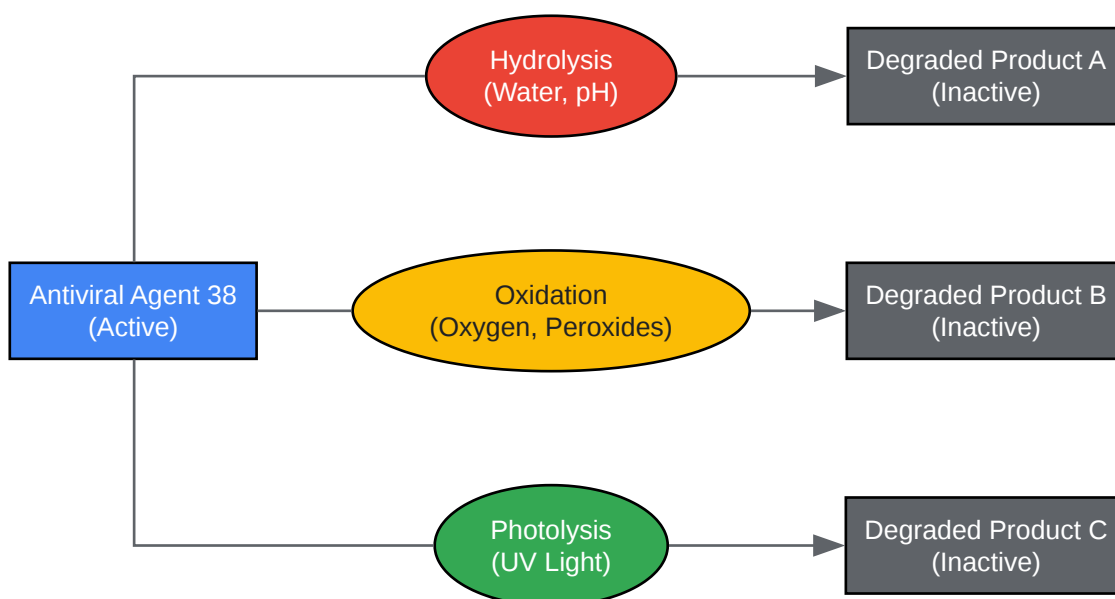 Hydrolysis
(Water, pH)
Degraded Product A
(Inactive)
Antiviral Agent 38
(Active)
Oxidation
(Oxygen, Peroxides)
Degraded Product B
(Inactive)
Photolysis
(UV Light)
Degraded Product C
(Inactive)